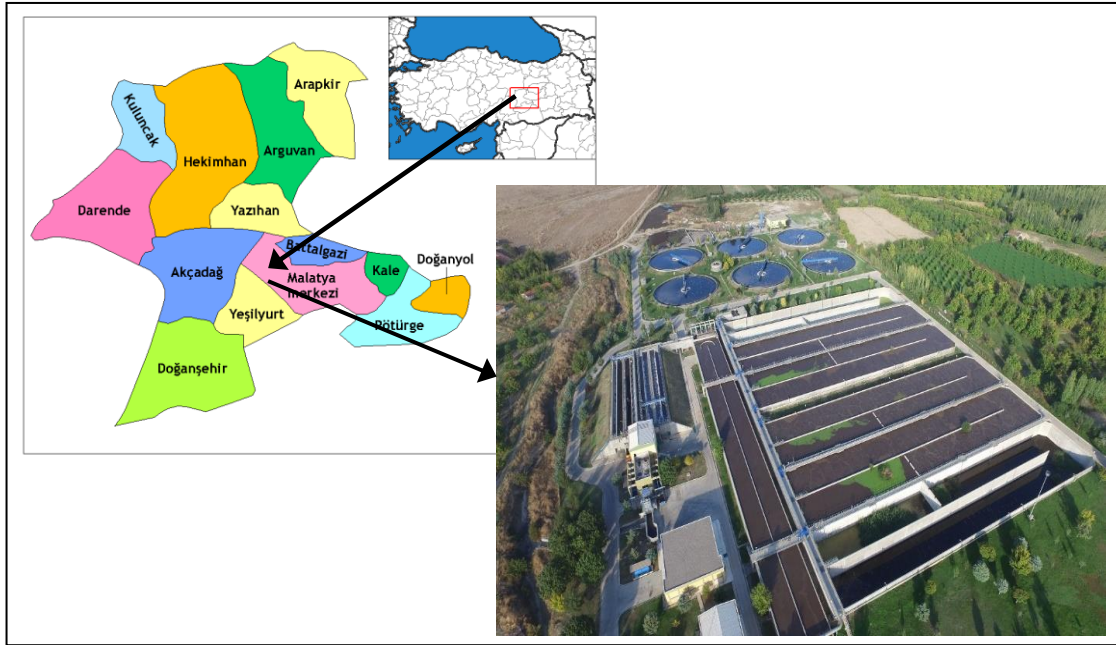 Arapkir
Kuluncak
Hekimhan
Arguvan
Darende
Yazıhan
Battalgazi
Akçadağ
Kale
Doğanyol
Malatya
merkezi
Yeşilyurt
Pötürge
Doğanşehir